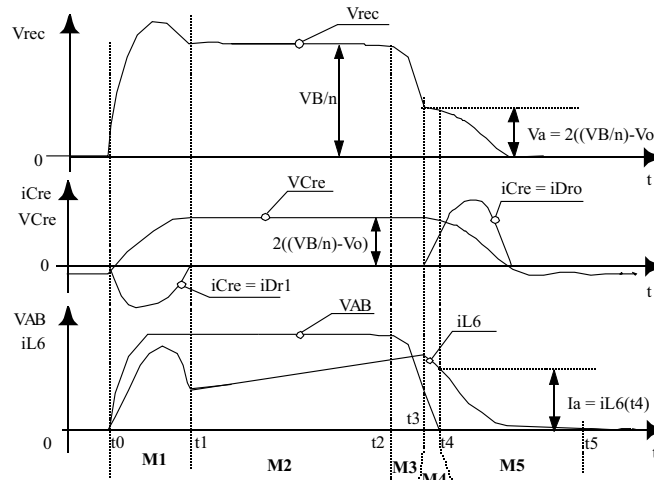 Vrec
Vrec
VB/n
Va = 2((VB/n)-Vo
0
t
iCre
VCre
VCre
iCre = iDro
2((VB/n)-Vo)
0
iCre = iDr1
t
VAB
iL6
VAB
iL6
Ia = iL6(t4)
t3
0
t0
t1
t2
t4
t5
t
M1
M2
M3
M4
M5